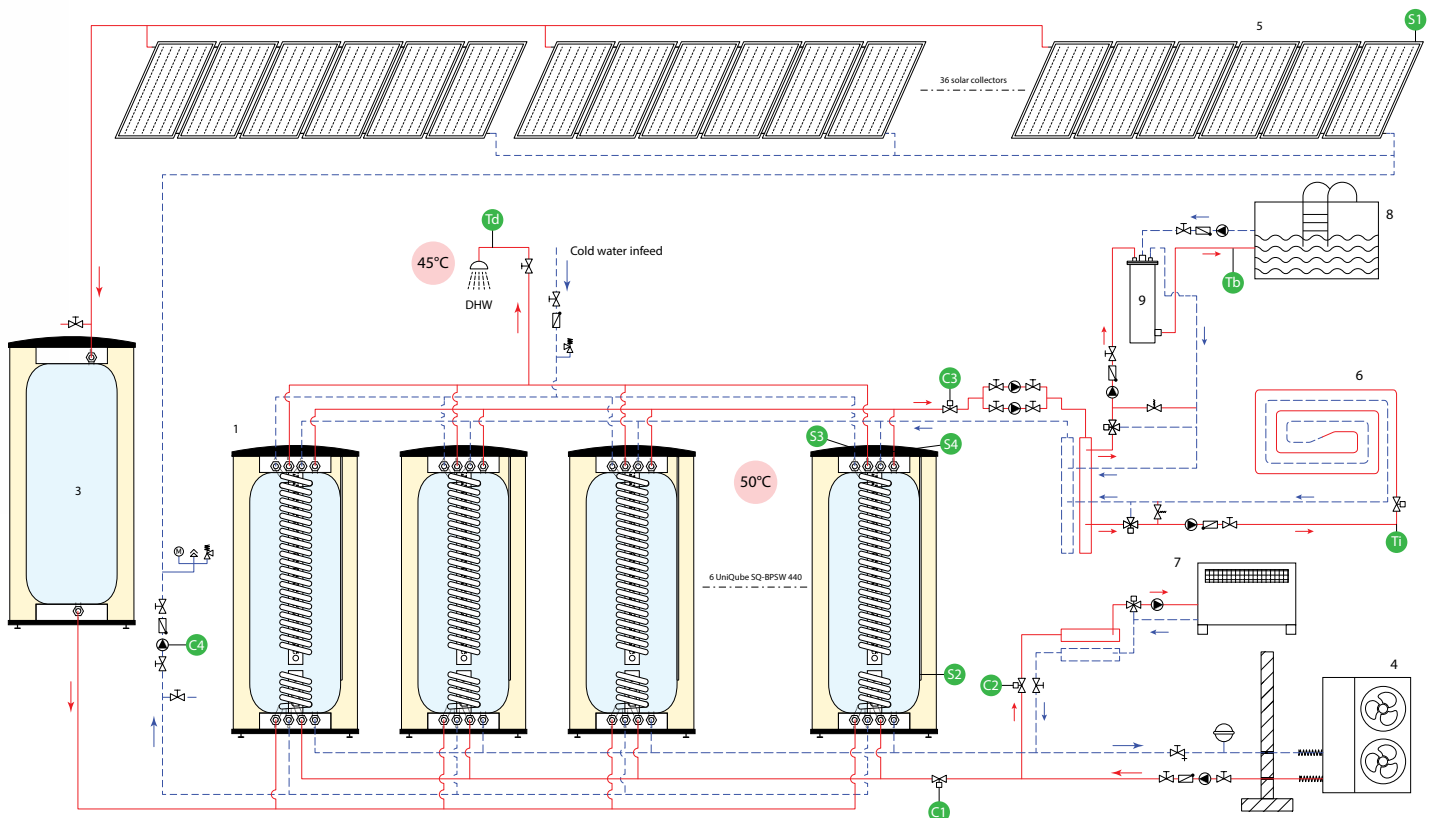 5
S1
36 solar collectors
Td
8
45°C
Cold water infeed
Tb
9
DHW
C3
6
1
S3
S4
50°C
3
Ti
7
M
6 UniQube SQ-BPSW 440
C4
S2
C2
4
C1